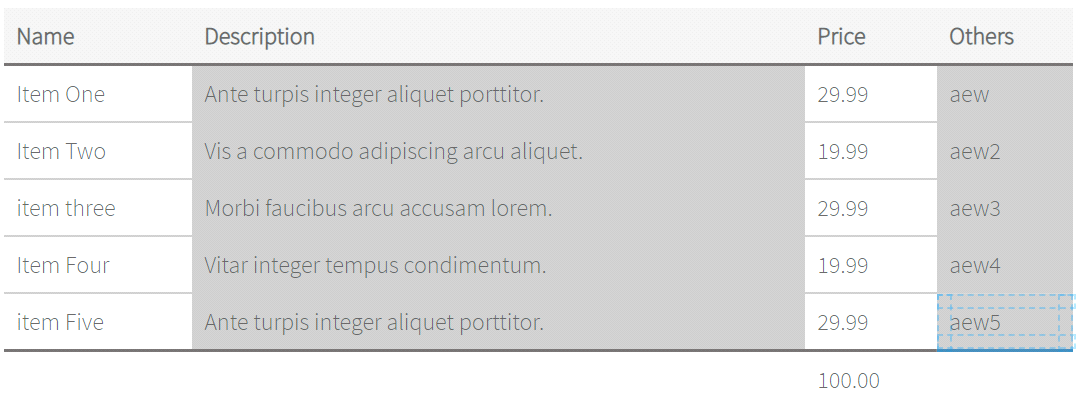 Name Description Price Others
Item One Ante turpis integer aliquet porttitor. 29.99 aew
Item Two Vis a commodo adipiscing arcu aliquet. 19.99 aew2
item three Morbi faucibus arcu accusam lorem. 29.99 aew3
Item Four Vitar integer tempus condimentum. 19.99 aew4
item Five Ante turpis integer aliquet porttitor. 29.99 aew5
100.00